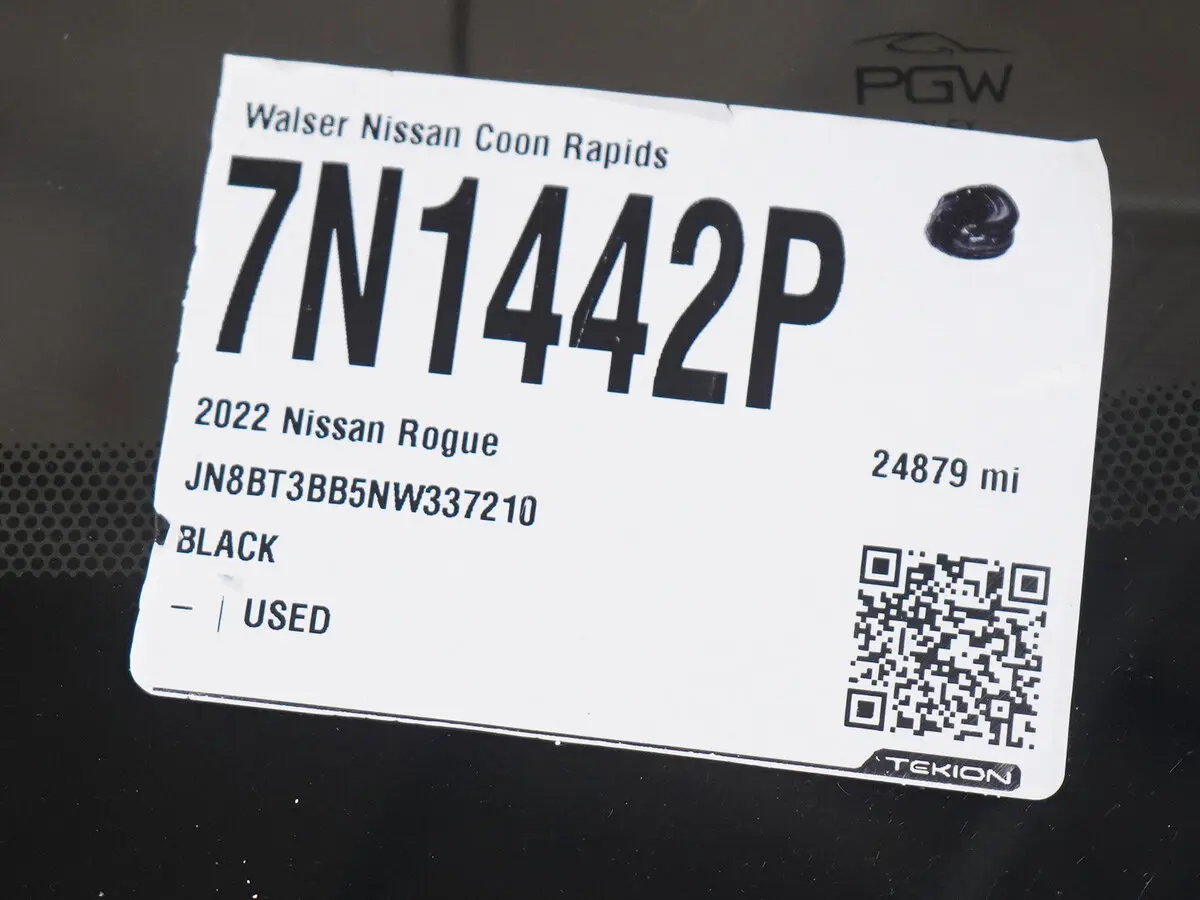 PGW
Walser Nissan Coon Rapids
7N1442P
2022 Nissan Rogue
24879 mi
JN8BT3BB5NW337210
BLACK
– | USED
TEKION